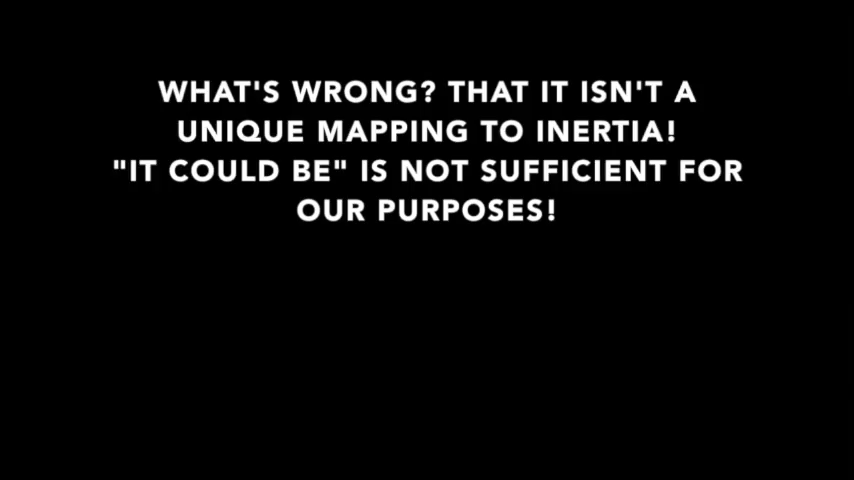 WHAT'S WRONG? THAT IT ISN'T A
UNIQUE MAPPING TO INERTIA!
"IT COULD BE" IS NOT SUFFICIENT FOR
OUR PURPOSES!